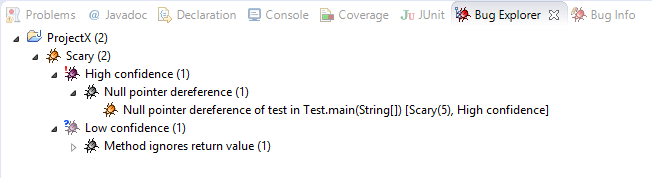 Problems @ Javadoc Declaration Console Coverage JUnit Bug Explorer Bug Info
ProjectX (2)
Scary (2)
High confidence (1)
Null pointer dereference (1)
Null pointer dereference of test in Test.main(String[]) [Scary(5), High confidence]
Low confidence (1)
Method ignores return value (1)